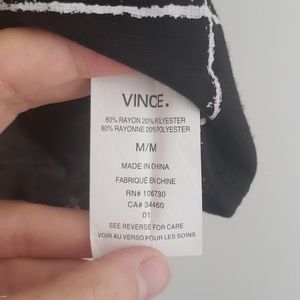 VINCE.
80% RAYON 20% POLYESTER
80% RAYONNE 20% POLYESTER
M/M
MADE IN CHINA
FABRIQUÉ EN CHINE
RN# 106730
CA# 34460
01
SEE REVERSE FOR CARE
VOIR AU VERSO POUR LES SOINS